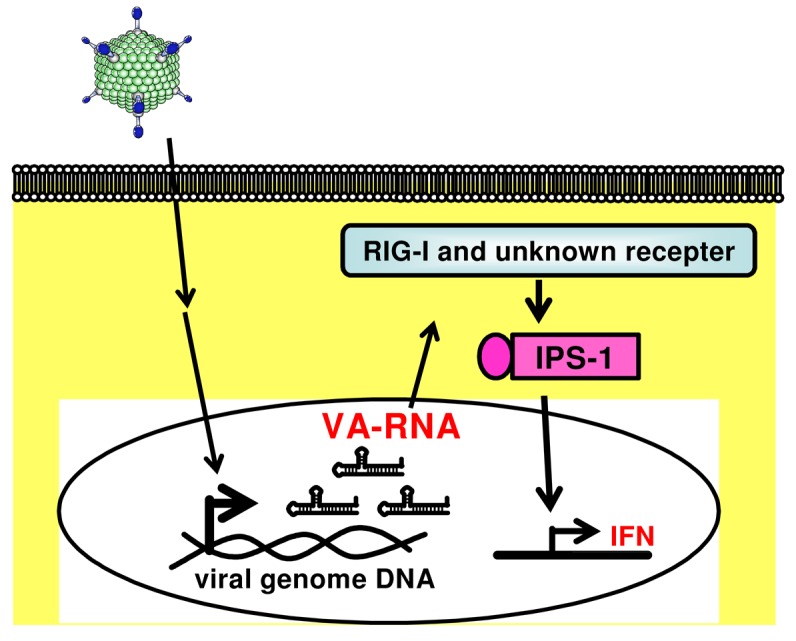 RIG-I and unknown recepter
IPS-1
VA-RNA
IFN
viral genome DNA